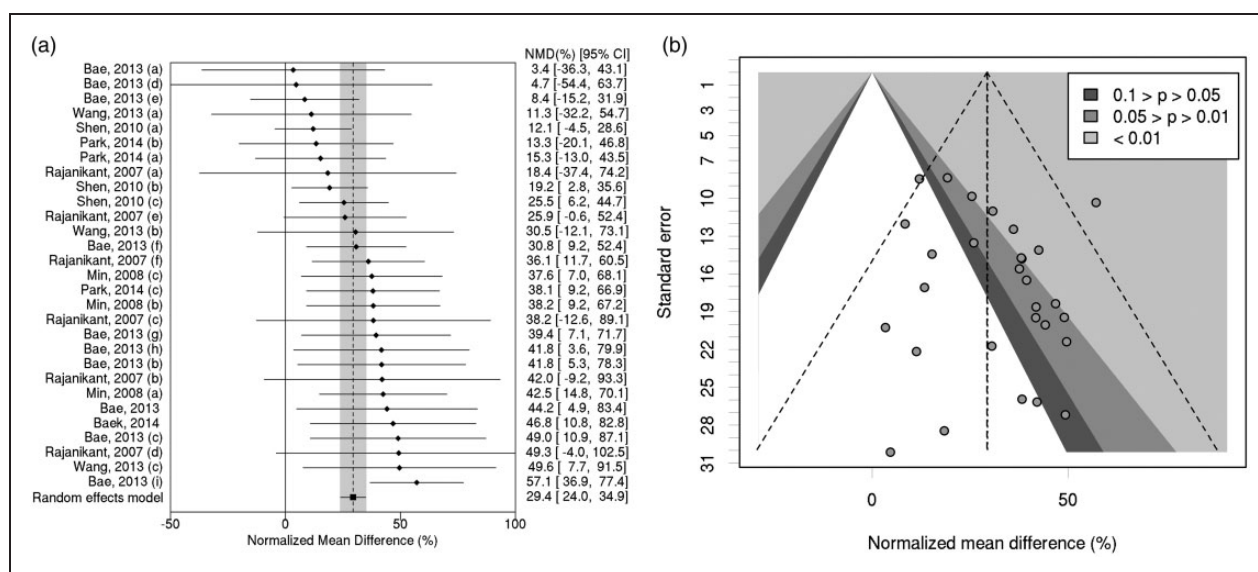 (a)
NMD(%) [95% CI]
Bae, 2013 (a) 3.4 [-36.3, 43.1]
Bae, 2013 (d) 4.7 [-54.4, 63.7]
Bae, 2013 (e) 8.4 [-15.2, 31.9]
Wang, 2013 (a) 11.3 [-32.2, 54.7]
Shen, 2010 (a) 12.1 [ -4.5, 28.6]
Park, 2014 (b) 13.3 [-20.1, 46.8]
Park, 2014 (a) 15.3 [-13.0, 43.5]
Rajanikant, 2007 (a) 18.4 [-37.4, 74.2]
Shen, 2010 (b) 19.2 [ 2.8, 35.6]
Shen, 2010 (c) 25.5 [ 6.2, 44.7]
Rajanikant, 2007 (e) 25.9 [ -0.6, 52.4]
Wang, 2013 (b) 30.5 [-12.1, 73.1]
Bae, 2013 (f) 30.8 [ 9.2, 52.4]
Rajanikant, 2007 (f) 36.1 [ 11.7, 60.5]
Min, 2008 (c) 37.6 [ 7.0, 68.1]
Park, 2014 (c) 38.1 [ 9.2, 66.9]
Min, 2008 (b) 38.2 [ 9.2, 67.2]
Rajanikant, 2007 (c) 38.2 [-12.6, 89.1]
Bae, 2013 (g) 39.4 [ 7.1, 71.7]
Bae, 2013 (h) 41.8 [ 3.6, 79.9]
Bae, 2013 (b) 41.8 [ 5.3, 78.3]
Rajanikant, 2007 (b) 42.0 [ -9.2, 93.3]
Min, 2008 (a) 42.5 [ 14.8, 70.1]
Bae, 2013 44.2 [ 4.9, 83.4]
Baek, 2014 46.8 [ 10.8, 82.8]
Bae, 2013 (c) 49.0 [ 10.9, 87.1]
Rajanikant, 2007 (d) 49.3 [ -4.0, 102.5]
Wang, 2013 (c) 49.6 [ 7.7, 91.5]
Bae, 2013 (i) 57.1 [ 36.9, 77.4]
Random effects model 29.4 [ 24.0, 34.9]
-50 0 50 100
Normalized Mean Difference (%)
(b)
0.1 > p > 0.05
0.05 > p > 0.01
< 0.01
Standard error
1
3
5
7
10
13
16
19
22
25
28
31
0 50
Normalized mean difference (%)